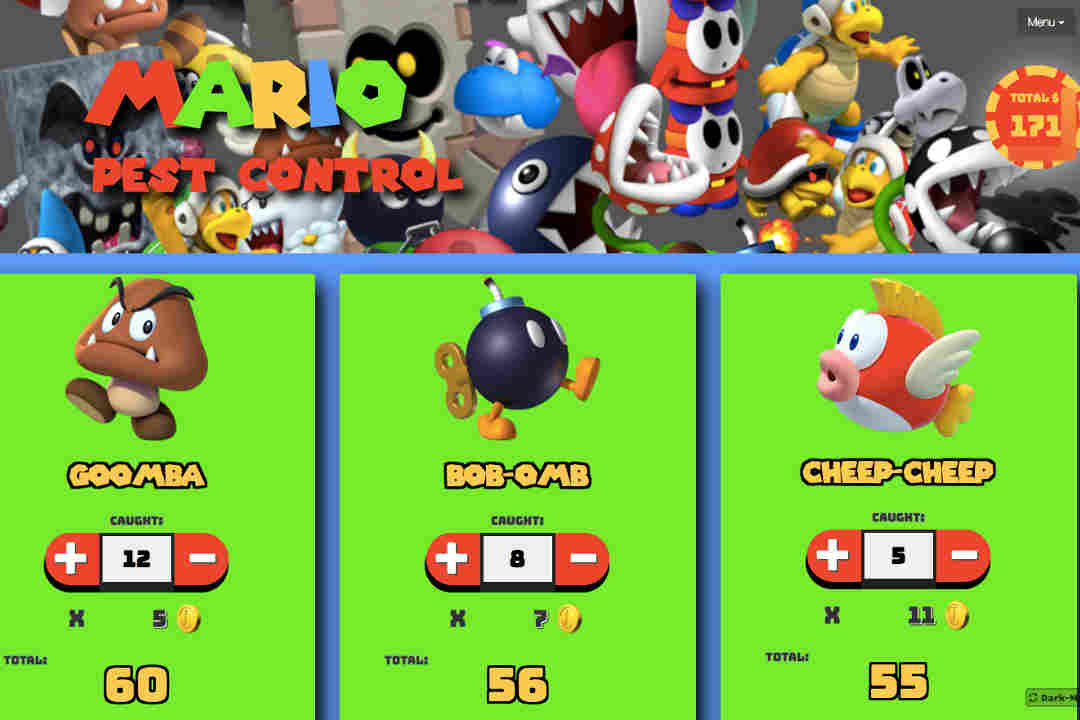 Menu
MARIO
PEST CONTROL
TOTAL $
171
GOOMBA
CAUGHT:
+ 12 −
X 5
TOTAL:
60
BOB-OMB
CAUGHT:
+ 8 −
X 7
TOTAL:
56
CHEEP-CHEEP
CAUGHT:
+ 5 −
X 11
TOTAL:
55
Dark-M